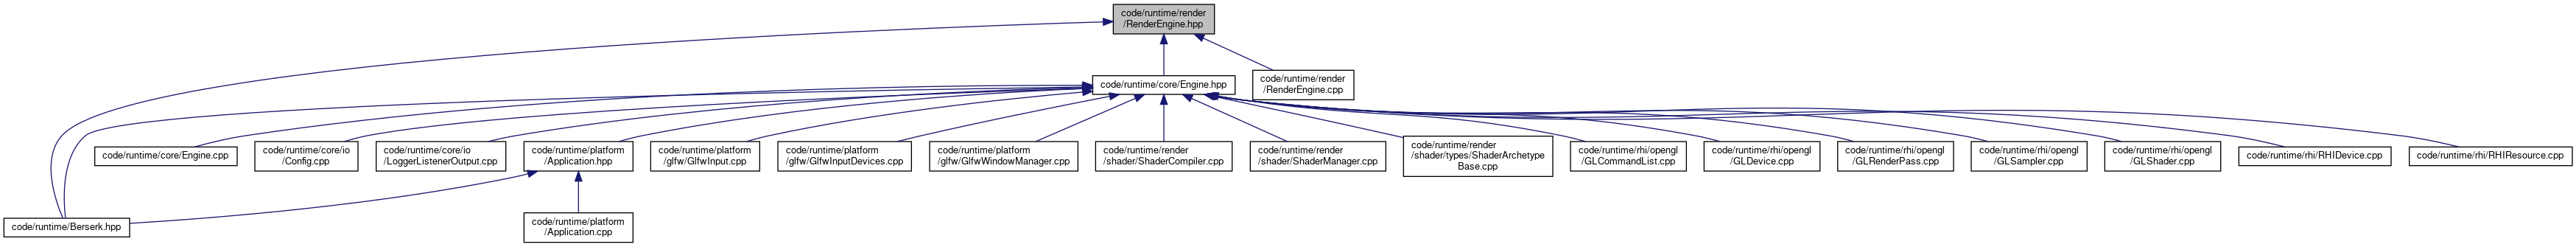 code/runtime/render
/RenderEngine.hpp
code/runtime/core/Engine.hpp
code/runtime/render
/RenderEngine.cpp
code/runtime/core/Engine.cpp
code/runtime/core/io
/Config.cpp
code/runtime/core/io
/LoggerListenerOutput.cpp
code/runtime/platform
/Application.hpp
code/runtime/platform
/glfw/GlfwInput.cpp
code/runtime/platform
/glfw/GlfwInputDevices.cpp
code/runtime/platform
/glfw/GlfwWindowManager.cpp
code/runtime/render
/shader/ShaderCompiler.cpp
code/runtime/render
/shader/ShaderManager.cpp
code/runtime/render
/shader/types/ShaderArchetype
Base.cpp
code/runtime/rhi/opengl
/GLCommandList.cpp
code/runtime/rhi/opengl
/GLDevice.cpp
code/runtime/rhi/opengl
/GLRenderPass.cpp
code/runtime/rhi/opengl
/GLSampler.cpp
code/runtime/rhi/opengl
/GLShader.cpp
code/runtime/rhi/RHIDevice.cpp
code/runtime/rhi/RHIResource.cpp
code/runtime/Berserk.hpp
code/runtime/platform
/Application.cpp